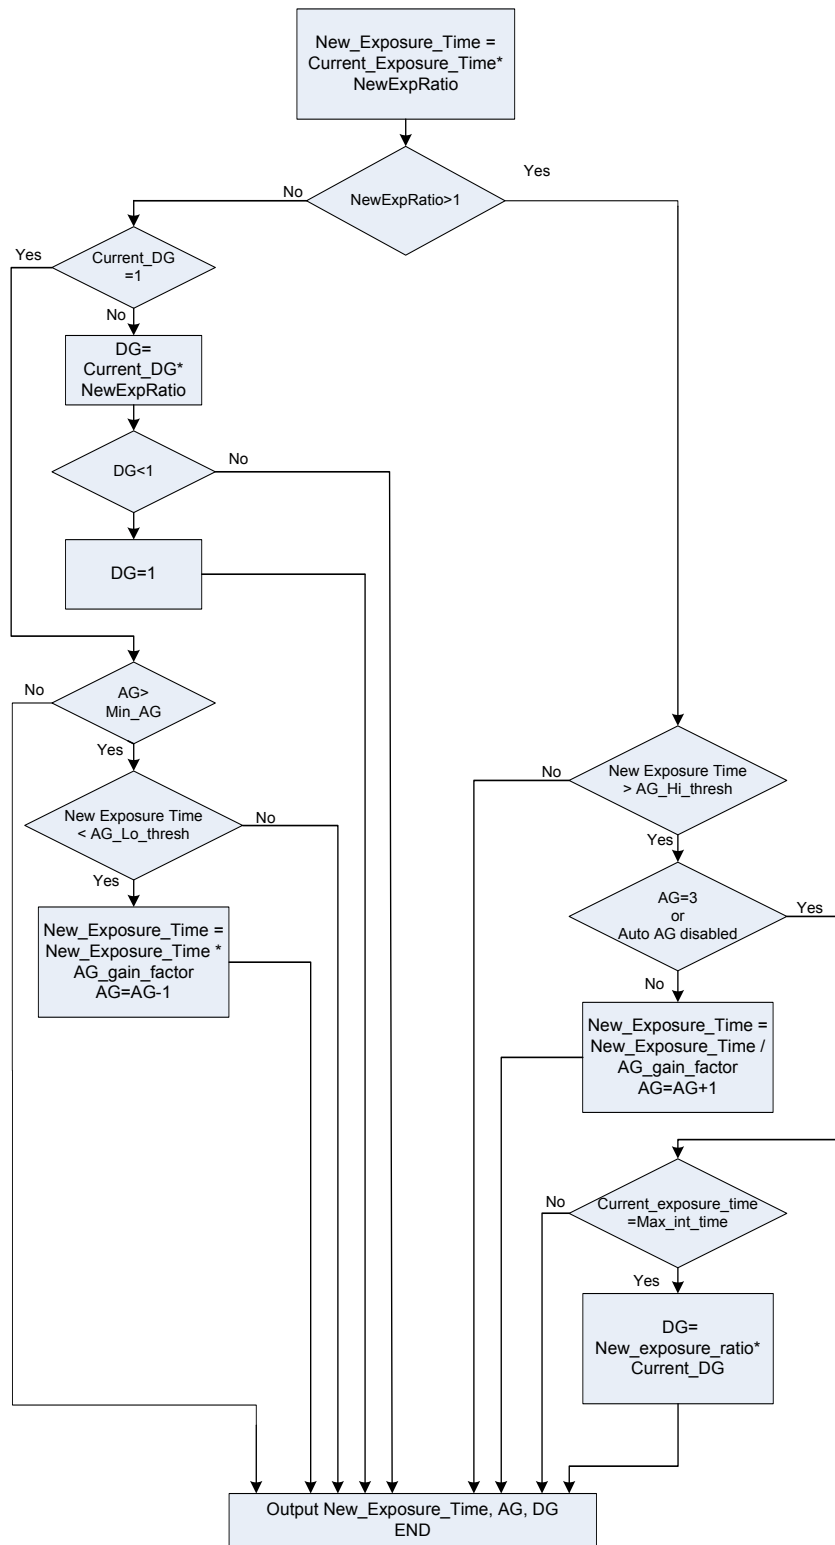 New_Exposure_Time =
Current_Exposure_Time*
NewExpRatio
Yes
No
NewExpRatio>1
Yes
Current_DG
=1
No
DG=
Current_DG*
NewExpRatio
DG<1
No
DG=1
No
AG>
Min_AG
Yes
New Exposure Time
< AG_Lo_thresh
No
Yes
New_Exposure_Time =
New_Exposure_Time *
AG_gain_factor
AG=AG-1
No
New Exposure Time
> AG_Hi_thresh
Yes
AG=3
or
Auto AG disabled
Yes
No
New_Exposure_Time =
New_Exposure_Time /
AG_gain_factor
AG=AG+1
No
Current_exposure_time
=Max_int_time
Yes
DG=
New_exposure_ratio*
Current_DG
Output New_Exposure_Time, AG, DG
END